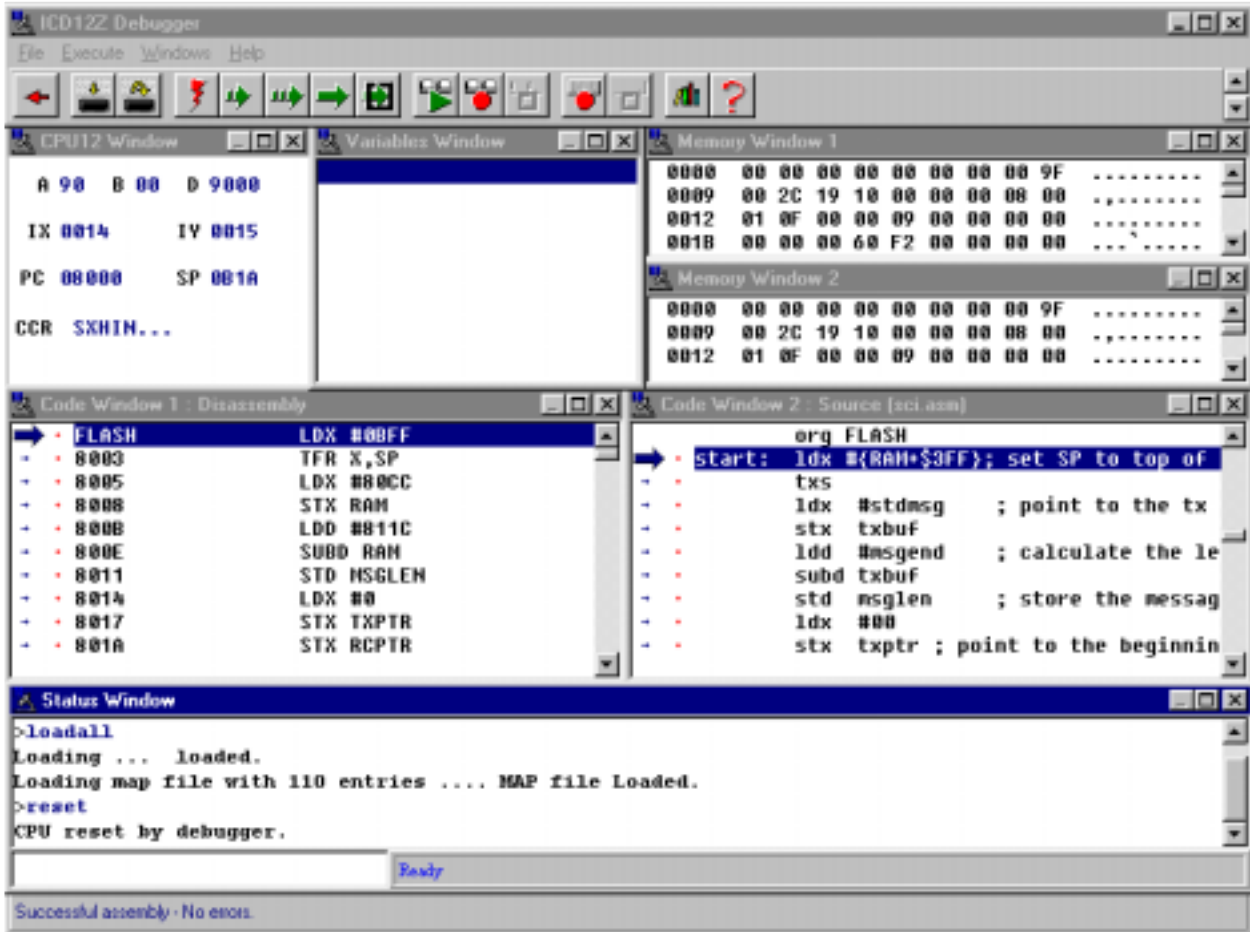 ICD12Z Debugger
File Execute Windows Help
CPU12 Window
A 90 B 00 D 9000
IX 0014 IY 0015
PC 08000 SP 0B1A
CCR SXHIN...
Variables Window
Memory Window 1
0000 00 00 00 00 00 00 00 00 9F .........
0009 00 2C 19 10 00 00 00 08 00 .,.......
0012 01 0F 00 00 09 00 00 00 00 .........
001B 00 00 00 60 F2 00 00 00 00 ...`.....
Memory Window 2
0000 00 00 00 00 00 00 00 00 9F .........
0009 00 2C 19 10 00 00 00 08 00 .,.......
0012 01 0F 00 00 09 00 00 00 00 .........
Code Window 1 : Disassembly
FLASH LDX #0BFF
8003 TFR X,SP
8005 LDX #80CC
8008 STX RAM
800B LDD #811C
800E SUBD RAM
8011 STD MSGLEN
8014 LDX #0
8017 STX TXPTR
801A STX RCPTR
Code Window 2 : Source (sci.asm)
org FLASH
start: ldx #{RAM+$3FF}; set SP to top of
txs
ldx #stdmsg ; point to the tx
stx txbuf
ldd #msgend ; calculate the le
subd txbuf
std msglen ; store the messag
ldx #00
stx txptr ; point to the beginnin
Status Window
>loadall
Loading ... loaded.
Loading map file with 110 entries .... MAP file Loaded.
>reset
CPU reset by debugger.
Ready
Successful assembly - No errors.